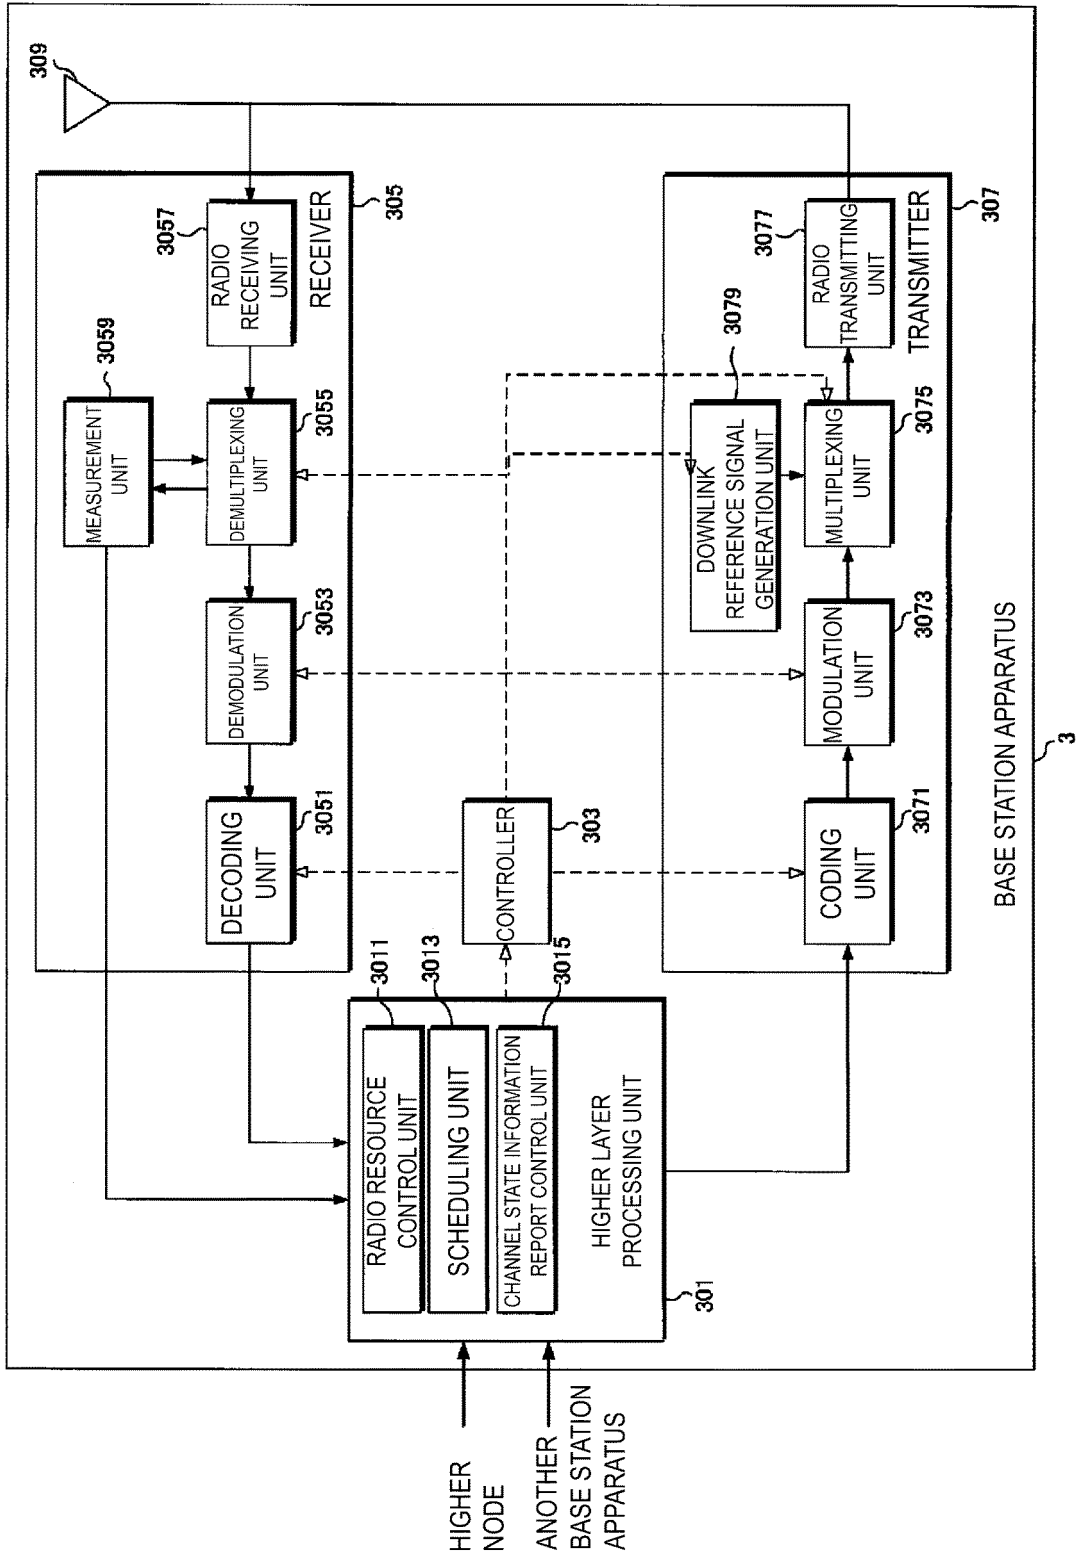 309
3057
RADIO
RECEIVING
UNIT
RECEIVER
305
3059
MEASUREMENT
UNIT
3055
DEMULTIPLEXING
UNIT
3053
DEMODULATION
UNIT
3051
DECODING
UNIT
303
CONTROLLER
3011
3013
3015
RADIO RESOURCE
CONTROL UNIT
SCHEDULING UNIT
CHANNEL STATE INFORMATION
REPORT CONTROL UNIT
HIGHER LAYER
PROCESSING UNIT
301
HIGHER
NODE
ANOTHER
BASE STATION
APPARATUS
3077
RADIO
TRANSMITTING
UNIT
TRANSMITTER
307
3079
DOWNLINK
REFERENCE SIGNAL
GENERATION UNIT
3075
MULTIPLEXING
UNIT
3073
MODULATION
UNIT
3071
CODING
UNIT
BASE STATION APPARATUS
3